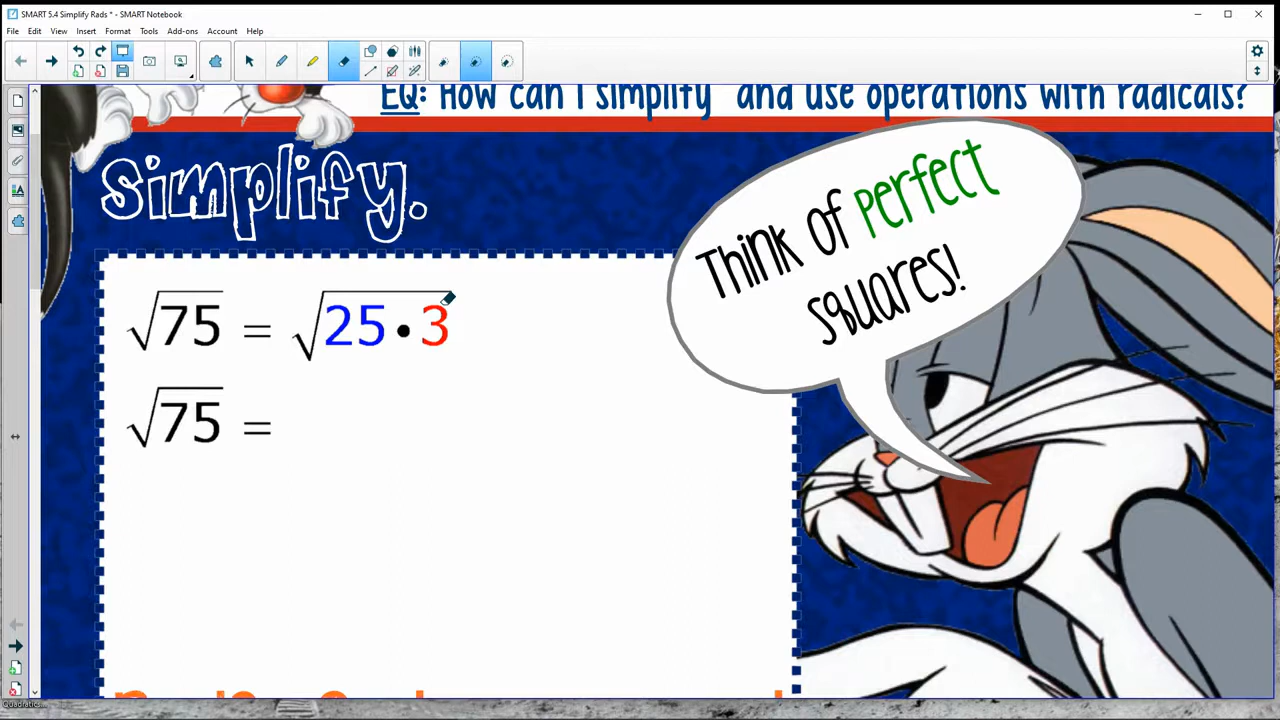 SMART 5.4 Simplify Rads * - SMART Notebook
File Edit View Insert Format Tools Add-ons Account Help
EQ: How can I simplify and use operations with radicals?
Simplify.
Think of perfect
squares!
√75 = √25 • 3
√75 =
Quadratics...